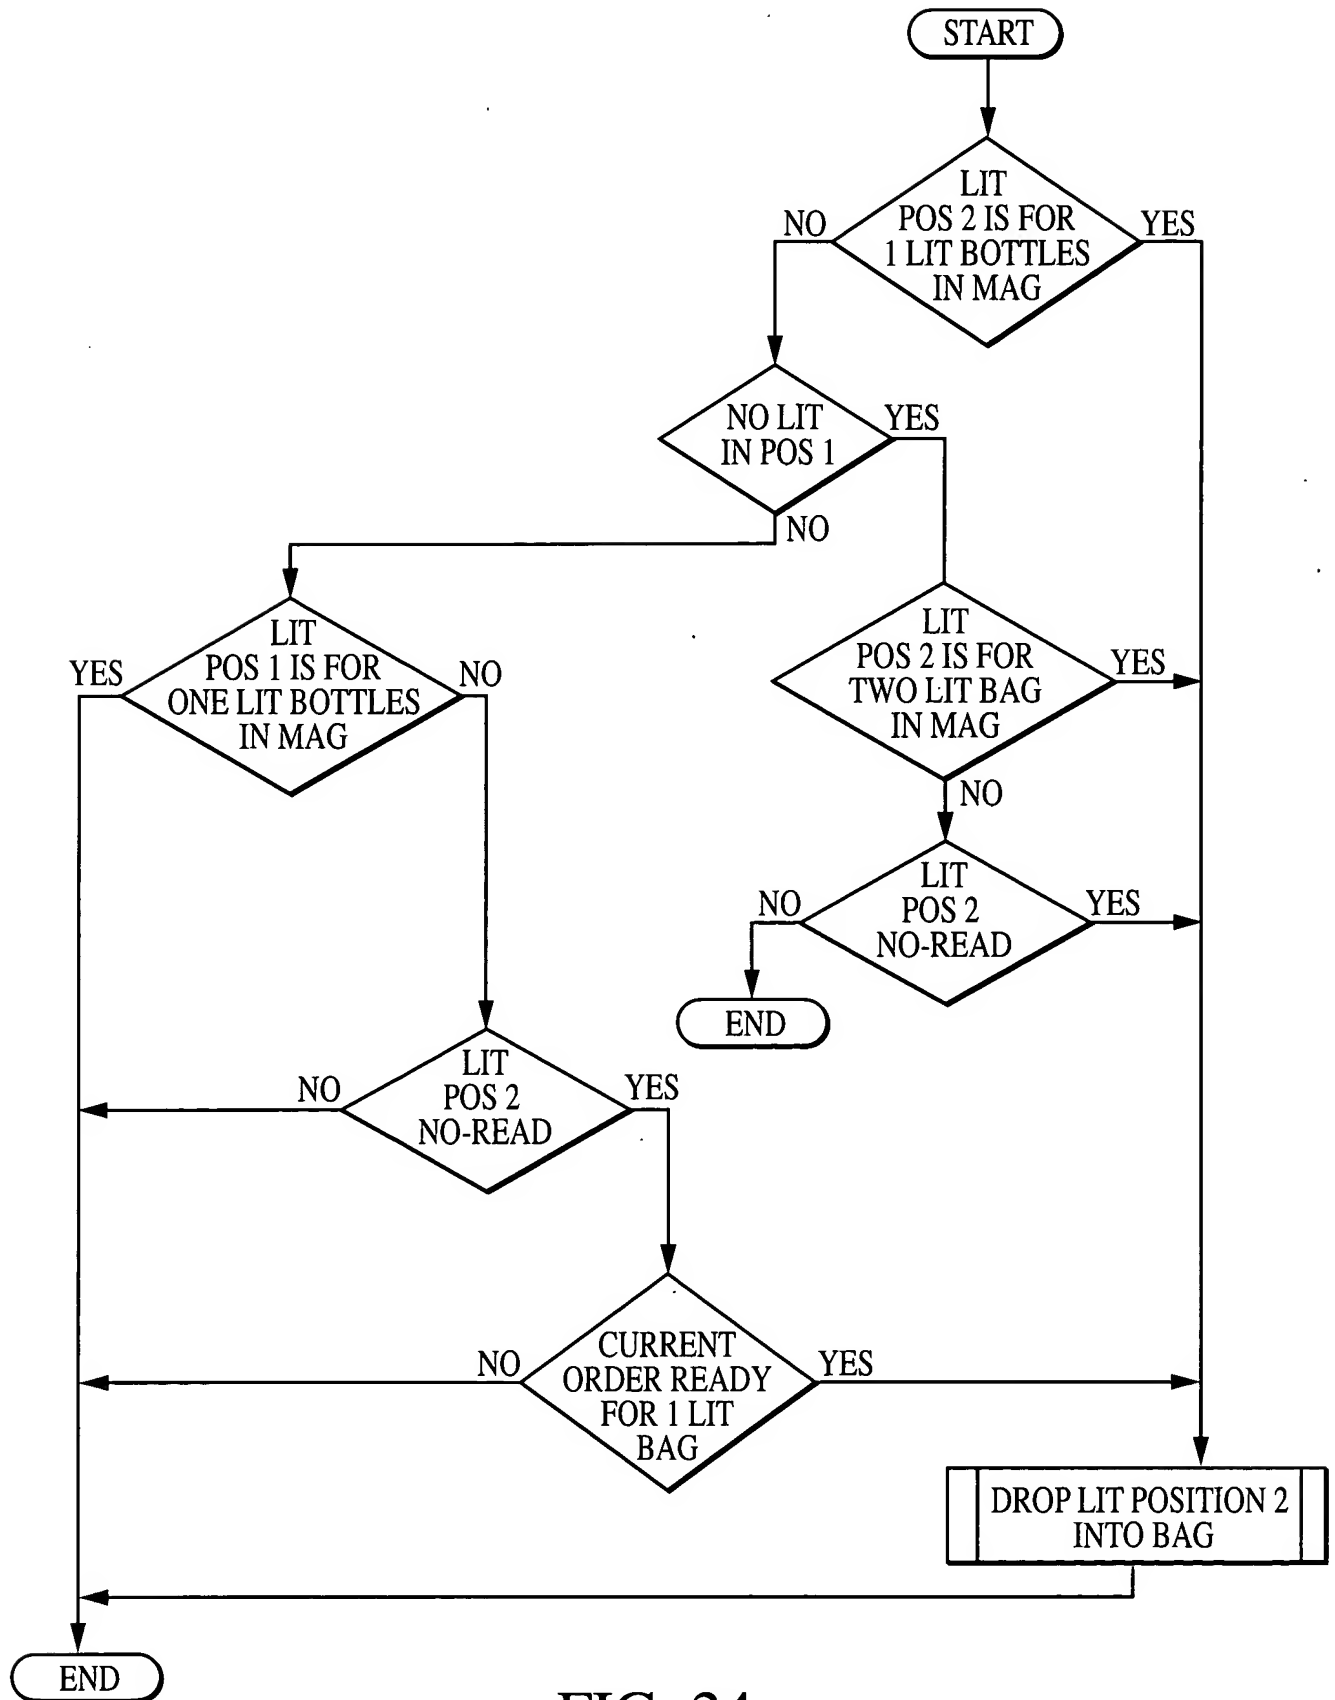 START
LIT
POS 2 IS FOR
1 LIT BOTTLES
IN MAG
NO
YES
NO LIT
IN POS 1
YES
NO
LIT
POS 1 IS FOR
ONE LIT BOTTLES
IN MAG
YES
NO
LIT
POS 2 IS FOR
TWO LIT BAG
IN MAG
YES
NO
LIT
POS 2
NO-READ
NO
YES
END
LIT
POS 2
NO-READ
NO
YES
CURRENT
ORDER READY
FOR 1 LIT
BAG
NO
YES
DROP LIT POSITION 2
INTO BAG
END